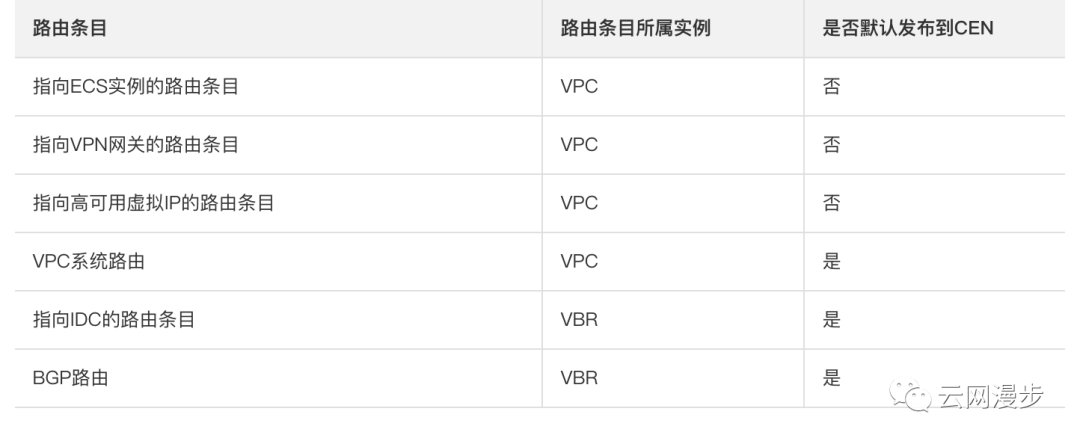 路由条目 路由条目所属实例 是否默认发布到CEN
指向ECS实例的路由条目 VPC 否
指向VPN网关的路由条目 VPC 否
指向高可用虚拟IP的路由条目 VPC 否
VPC系统路由 VPC 是
指向IDC的路由条目 VBR 是
BGP路由 VBR 是
云网漫步